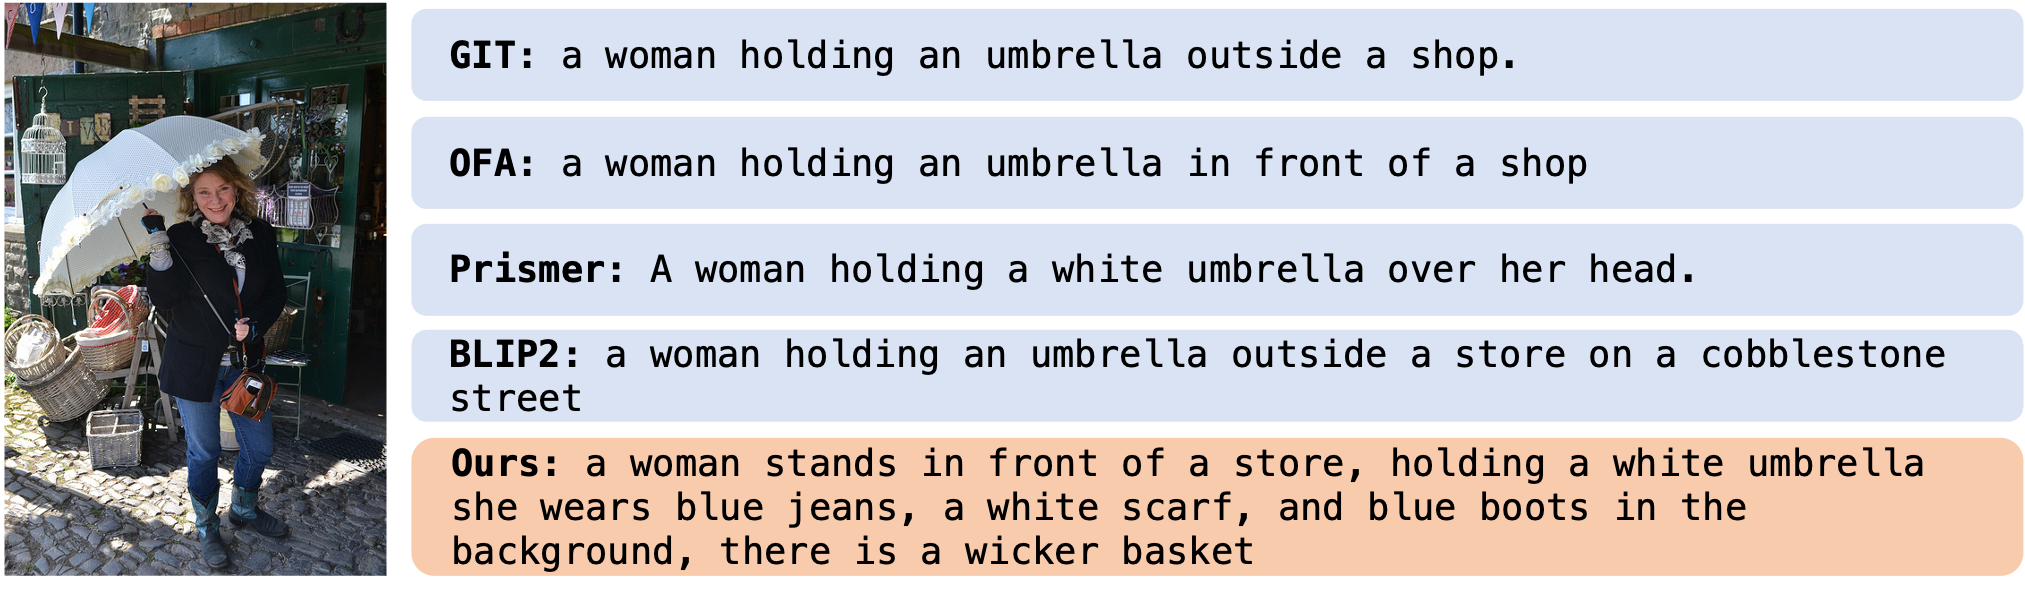 GIT: a woman holding an umbrella outside a shop.
OFA: a woman holding an umbrella in front of a shop
Prismer: A woman holding a white umbrella over her head.
BLIP2: a woman holding an umbrella outside a store on a cobblestone
street
Ours: a woman stands in front of a store, holding a white umbrella
she wears blue jeans, a white scarf, and blue boots in the
background, there is a wicker basket